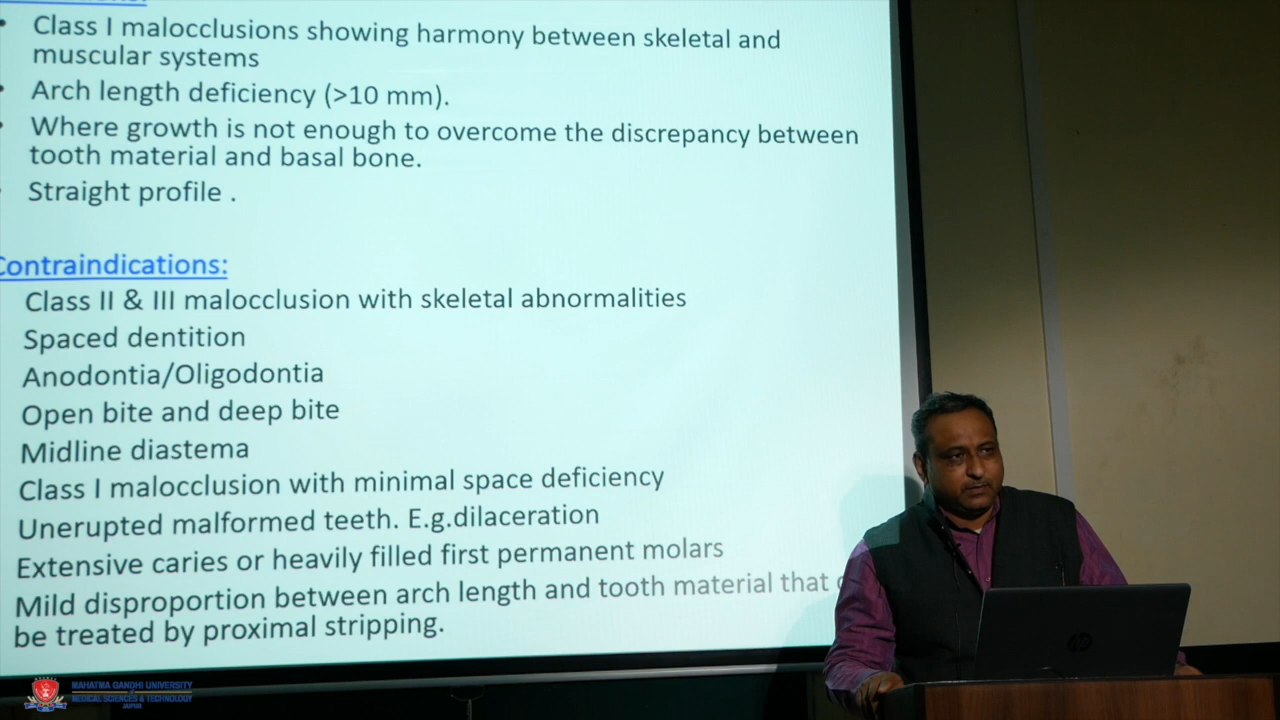 Class I malocclusions showing harmony between skeletal and
muscular systems
Arch length deficiency (>10 mm).
Where growth is not enough to overcome the discrepancy between
tooth material and basal bone.
Straight profile .
Contraindications:
Class II & III malocclusion with skeletal abnormalities
Spaced dentition
Anodontia/Oligodontia
Open bite and deep bite
Midline diastema
Class I malocclusion with minimal space deficiency
Unerupted malformed teeth. E.g.dilaceration
Extensive caries or heavily filled first permanent molars
Mild disproportion between arch length and tooth material that
be treated by proximal stripping.
MAHATMA GANDHI UNIVERSITY
MEDICAL SCIENCES & TECHNOLOGY
JAIPUR
hp